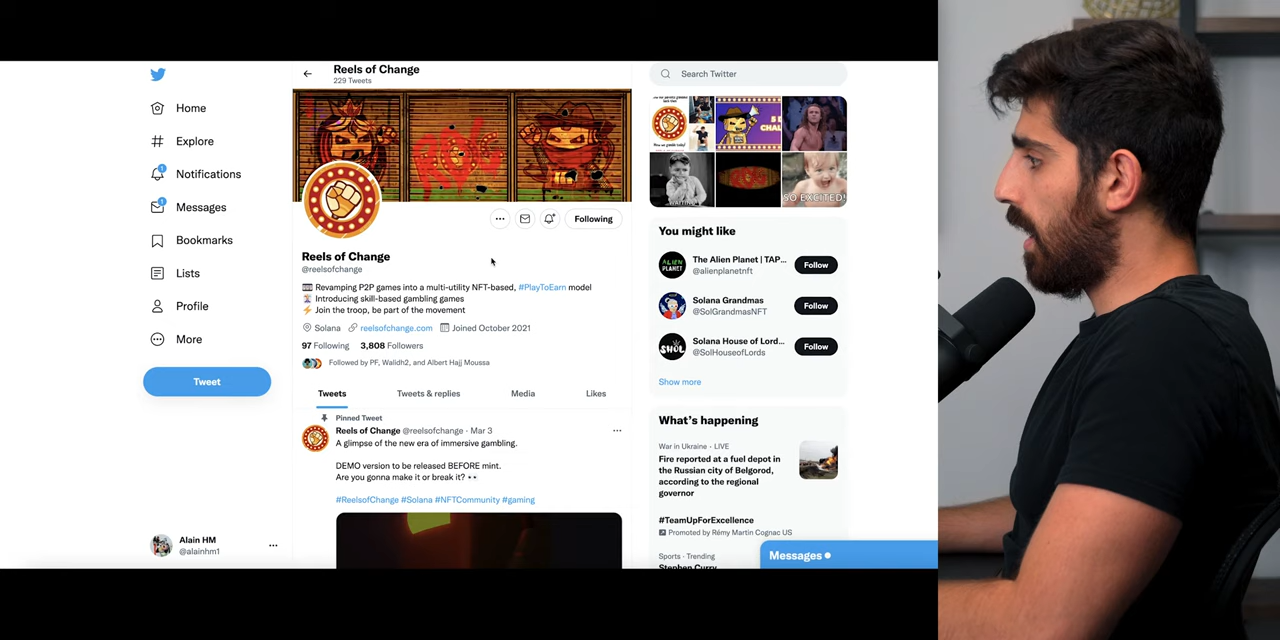 Reels of Change
229 Tweets
Search Twitter
Home
Explore
Notifications
Messages
Bookmarks
Lists
Profile
More
Tweet
Following
Reels of Change
@reelsofchange
Revamping P2P games into a multi-utility NFT-based, #PlayToEarn model
Introducing skill-based gambling games
Join the troop, be part of the movement
Solana reelsofchange.com Joined October 2021
97 Following 3,808 Followers
Followed by PF, Walidh2, and Albert Hajj Moussa
Tweets Tweets & replies Media Likes
Pinned Tweet
Reels of Change @reelsofchange · Mar 3
A glimpse of the new era of immersive gambling.
DEMO version to be released BEFORE mint.
Are you gonna make it or break it?
#ReelsofChange #Solana #NFTCommunity #gaming
Alain HM
@alainhm1
SO EXCITED!
You might like
ALIEN
PLANET
The Alien Planet | TAP...
@alienplanetnft
Follow
Solana Grandmas
@SolGrandmasNFT
Follow
SHOL
Solana House of Lord...
@SolHouseofLords
Follow
Show more
What's happening
War in Ukraine · LIVE
Fire reported at a fuel depot in
the Russian city of Belgorod,
according to the regional
governor
#TeamUpForExcellence
Promoted by Rémy Martin Cognac US
Sports · Trending
Stephen Curry
Messages